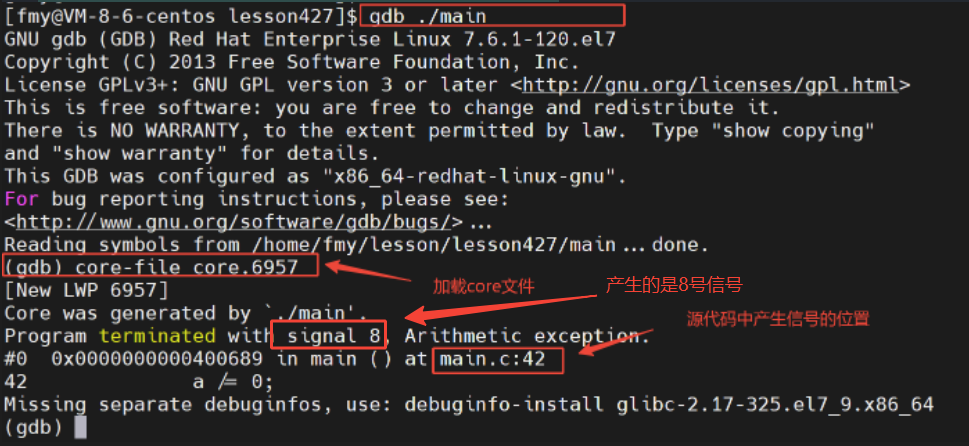 [fmy@VM-8-6-centos lesson427]$ gdb ./main
GNU gdb (GDB) Red Hat Enterprise Linux 7.6.1-120.el7
Copyright (C) 2013 Free Software Foundation, Inc.
License GPLv3+: GNU GPL version 3 or later <http://gnu.org/licenses/gpl.html>
This is free software: you are free to change and redistribute it.
There is NO WARRANTY, to the extent permitted by law.  Type "show copying"
and "show warranty" for details.
This GDB was configured as "x86_64-redhat-linux-gnu".
For bug reporting instructions, please see:
<http://www.gnu.org/software/gdb/bugs/>...
Reading symbols from /home/fmy/lesson/lesson427/main...done.
(gdb) core-file core.6957
加载core文件
[New LWP 6957]
产生的是8号信号
Core was generated by `./main'.
Program terminated with signal 8, Arithmetic exception.
源代码中产生信号的位置
#0  0x0000000000400689 in main () at main.c:42
42          a /= 0;
Missing separate debuginfos, use: debuginfo-install glibc-2.17-325.el7_9.x86_64
(gdb)